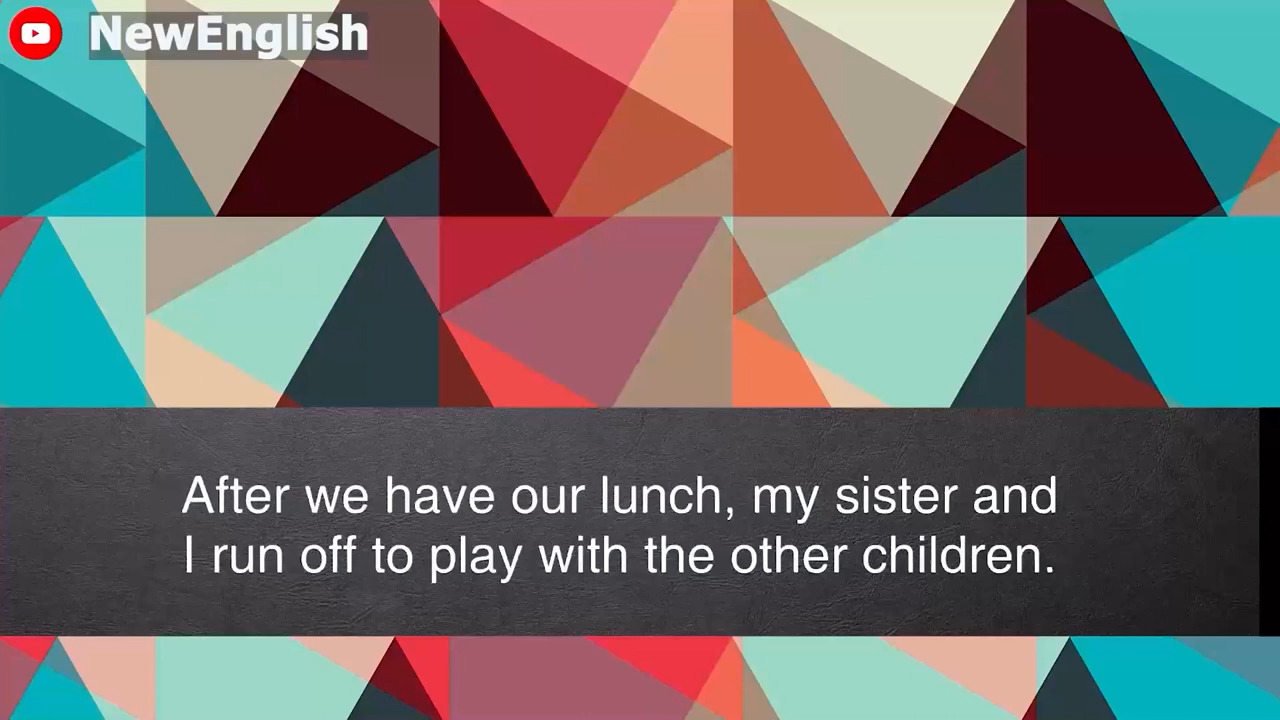 NewEnglish
After we have our lunch, my sister and
I run off to play with the other children.